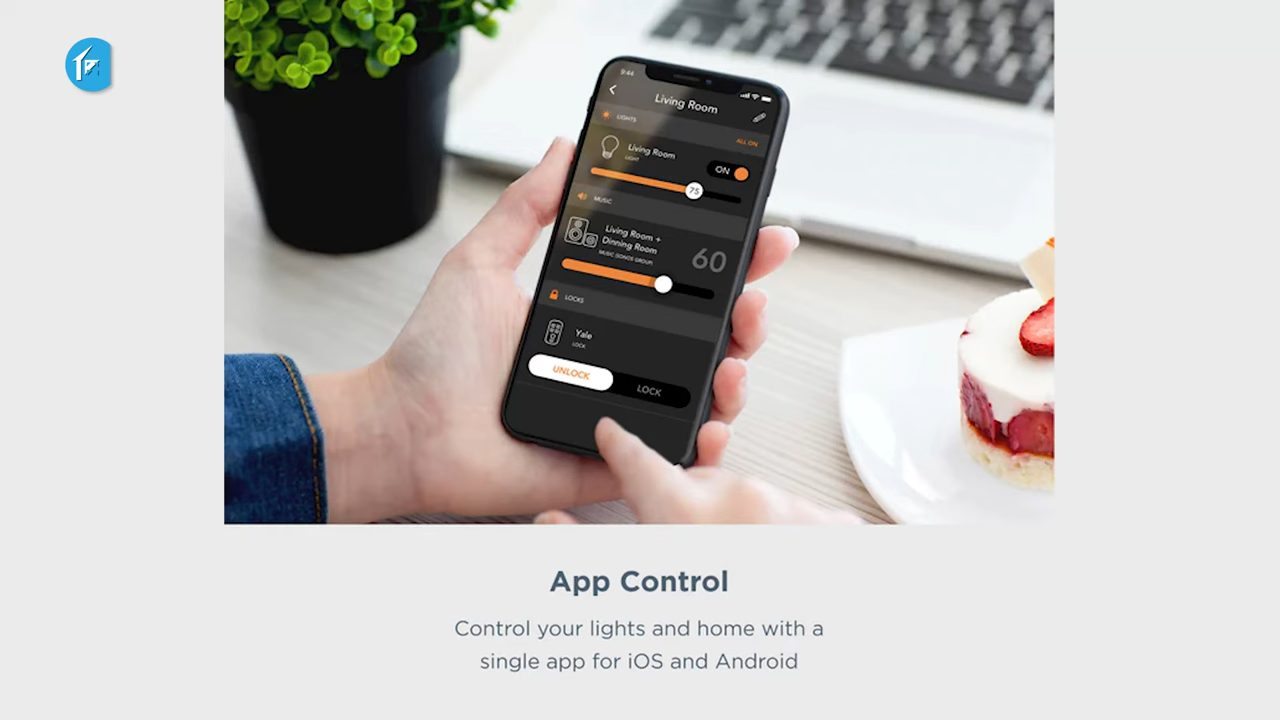 9:44
Living Room
LIGHTS
ALL ON
Living Room
LIGHT
ON
75
MUSIC
Living Room +
Dinning Room
MUSIC (SONOS GROUP)
60
LOCKS
Yale
LOCK
UNLOCK
LOCK
App Control
Control your lights and home with a
single app for iOS and Android